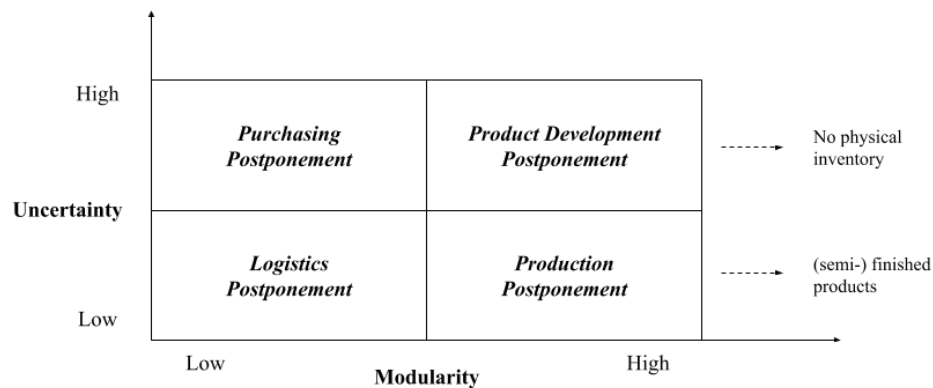 High
Purchasing
Postponement
Product Development
Postponement
No physical
inventory
Uncertainty
Logistics
Postponement
Production
Postponement
(semi-) finished
products
Low
Low
High
Modularity